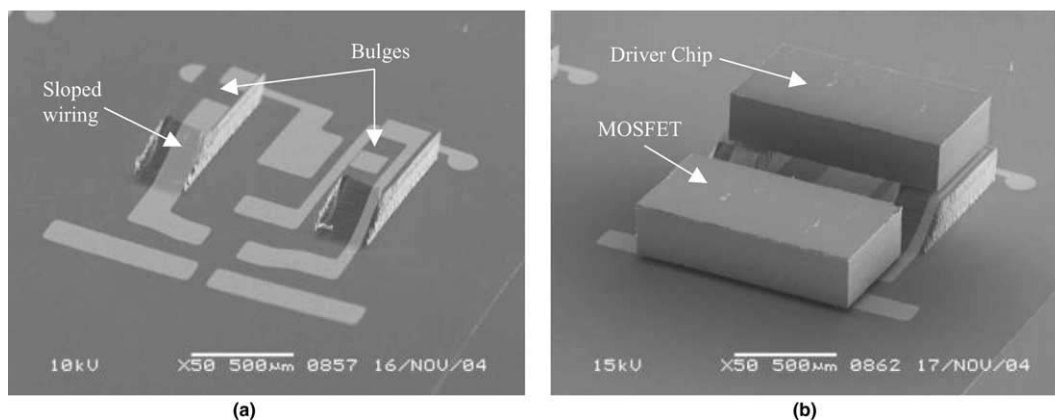 Bulges
Sloped
wiring
10kV X50 500μm 0857 16/NOV/04
(a)
Driver Chip
MOSFET
15kV X50 500μm 0862 17/NOV/04
(b)